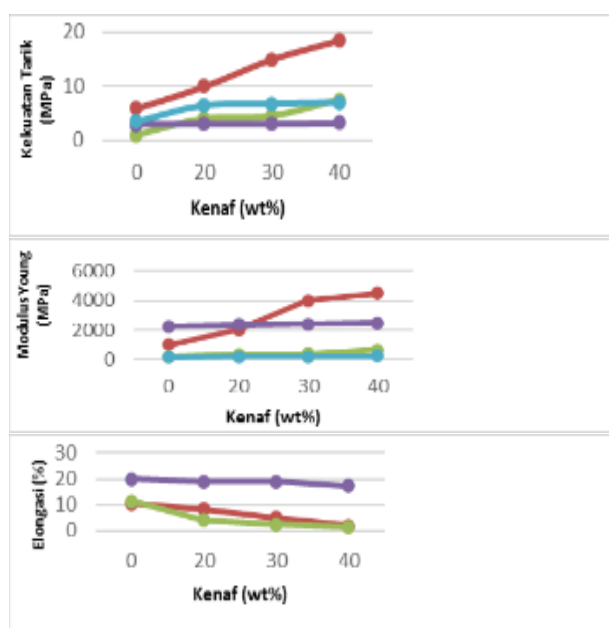 Kekuatan Tarik
(MPa)
20
10
0
0 20 30 40
Kenaf (wt%)
Modulus Young
(MPa)
6000
4000
2000
0
0 20 30 40
Kenaf (wt%)
Elongasi (%)
30
20
10
0
0 20 30 40
Kenaf (wt%)